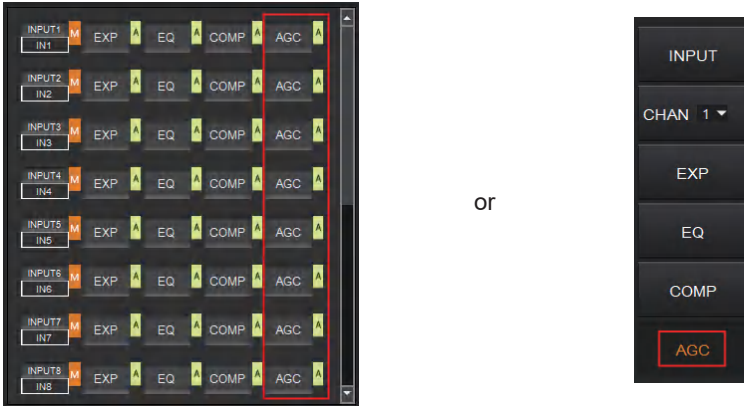 INPUT1 M EXP A EQ A COMP A AGC A
IN1
INPUT2 M EXP A EQ A COMP A AGC A
IN2
INPUT3 M EXP A EQ A COMP A AGC A
IN3
INPUT4 M EXP A EQ A COMP A AGC A
IN4
INPUT5 M EXP A EQ A COMP A AGC A
IN5
INPUT6 M EXP A EQ A COMP A AGC A
IN6
INPUT7 M EXP A EQ A COMP A AGC A
IN7
INPUT8 M EXP A EQ A COMP A AGC A
IN8
or
INPUT
CHAN 1
EXP
EQ
COMP
AGC